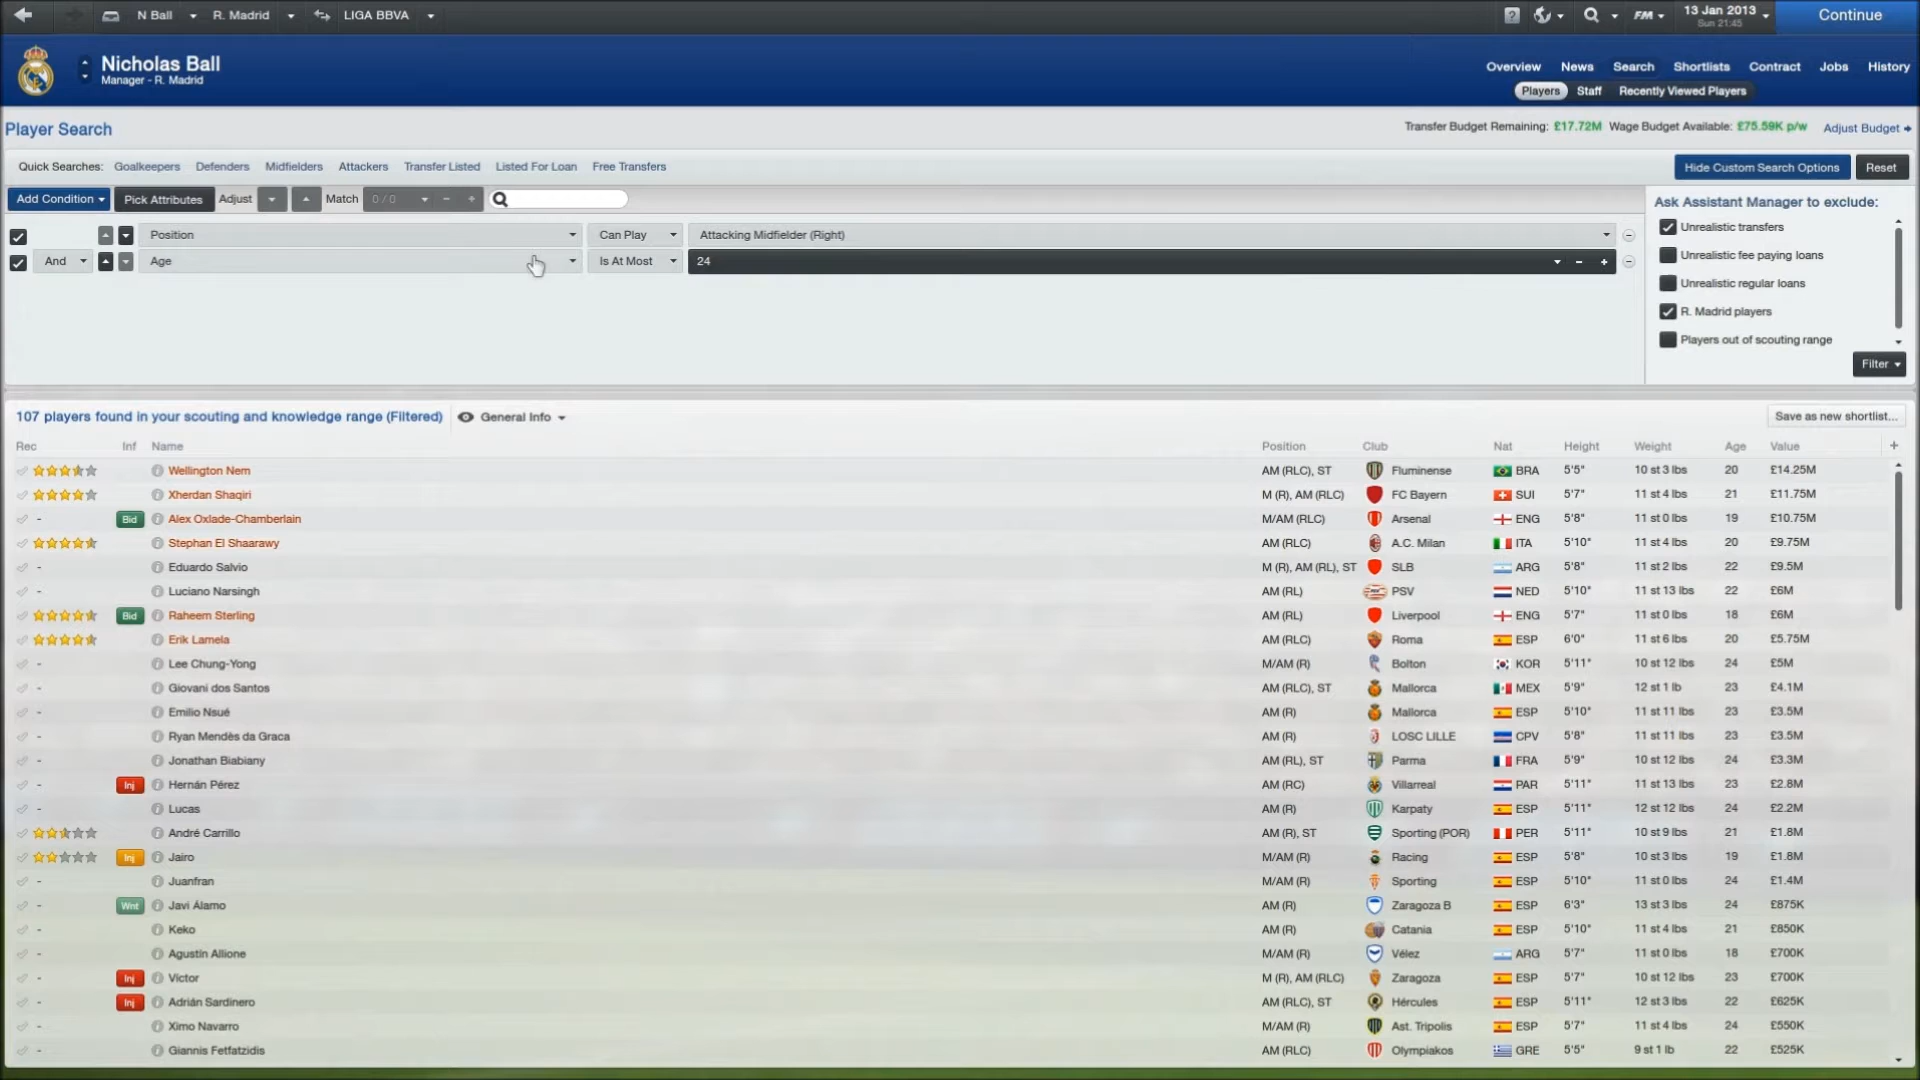 N Ball R. Madrid LIGA BBVA ? FM 13 Jan 2013 Continue
Sun 21:45
Nicholas Ball
Manager - R. Madrid
Overview News Search Shortlists Contract Jobs History
Players Staff Recently Viewed Players
Player Search Transfer Budget Remaining: £17.72M Wage Budget Available: £75.59K p/w Adjust Budget
Quick Searches: Goalkeepers Defenders Midfielders Attackers Transfer Listed Listed For Loan Free Transfers Hide Custom Search Options Reset
Add Condition Pick Attributes Adjust Match 0 / 0 - +
Ask Assistant Manager to exclude:
Unrealistic transfers
Unrealistic fee paying loans
Unrealistic regular loans
R. Madrid players
Players out of scouting range
Filter
Position Can Play Attacking Midfielder (Right)
And Age Is At Most 24 - +
107 players found in your scouting and knowledge range (Filtered) General Info Save as new shortlist...
Rec Inf Name Position Club Nat Height Weight Age Value +
Wellington Nem AM (RLC), ST Fluminense BRA 5'5" 10 st 3 lbs 20 £14.25M
Xherdan Shaqiri M (R), AM (RLC) FC Bayern SUI 5'7" 11 st 4 lbs 21 £11.75M
- Bid Alex Oxlade-Chamberlain M/AM (RLC) Arsenal ENG 5'8" 11 st 0 lbs 19 £10.75M
Stephan El Shaarawy AM (RLC) A.C. Milan ITA 5'10" 11 st 4 lbs 20 £9.75M
- Eduardo Salvio M (R), AM (RL), ST SLB ARG 5'8" 11 st 2 lbs 22 £9.5M
- Luciano Narsingh AM (RL) PSV NED 5'10" 11 st 13 lbs 22 £6M
Bid Raheem Sterling AM (RL) Liverpool ENG 5'7" 11 st 0 lbs 18 £6M
Erik Lamela AM (RLC) Roma ESP 6'0" 11 st 6 lbs 20 £5.75M
- Lee Chung-Yong M/AM (R) Bolton KOR 5'11" 10 st 12 lbs 24 £5M
- Giovani dos Santos AM (RLC), ST Mallorca MEX 5'9" 12 st 1 lb 23 £4.1M
- Emilio Nsué AM (R) Mallorca ESP 5'10" 11 st 11 lbs 23 £3.5M
- Ryan Mendès da Graca AM (R) LOSC LILLE CPV 5'8" 11 st 11 lbs 23 £3.5M
- Jonathan Biabiany AM (RL), ST Parma FRA 5'9" 10 st 12 lbs 24 £3.3M
- Inj Hernán Pérez AM (RC) Villarreal PAR 5'11" 11 st 13 lbs 23 £2.8M
- Lucas AM (R) Karpaty ESP 5'11" 12 st 12 lbs 24 £2.2M
André Carrillo AM (R), ST Sporting (POR) PER 5'11" 10 st 9 lbs 21 £1.8M
Inj Jairo M/AM (R) Racing ESP 5'8" 10 st 3 lbs 19 £1.8M
- Juanfran M/AM (R) Sporting ESP 5'10" 11 st 0 lbs 24 £1.4M
- Wnt Javi Álamo AM (R) Zaragoza B ESP 6'3" 13 st 3 lbs 24 £875K
- Keko AM (R) Catania ESP 5'10" 11 st 4 lbs 21 £850K
- Agustín Allione M/AM (R) Vélez ARG 5'7" 11 st 0 lbs 18 £700K
- Inj Víctor M (R), AM (RLC) Zaragoza ESP 5'7" 10 st 12 lbs 23 £700K
- Inj Adrián Sardinero AM (RLC), ST Hércules ESP 5'11" 12 st 3 lbs 22 £625K
- Ximo Navarro M/AM (R) Ast. Tripolis ESP 5'7" 11 st 4 lbs 24 £550K
- Giannis Fetfatzidis AM (RLC) Olympiakos GRE 5'5" 9 st 1 lb 22 £525K